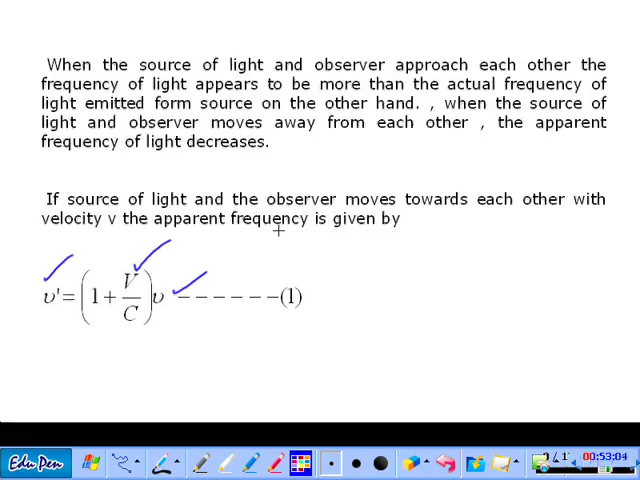 When the source of light and observer approach each other the
frequency of light appears to be more than the actual frequency of
light emitted form source on the other hand. , when the source of
light and observer moves away from each other , the apparent
frequency of light decreases.
If source of light and the observer moves towards each other with
velocity v the apparent frequency is given by
υ' = (1 + V/C) υ − − − − − − (1)
Edu Pen
00:53:04